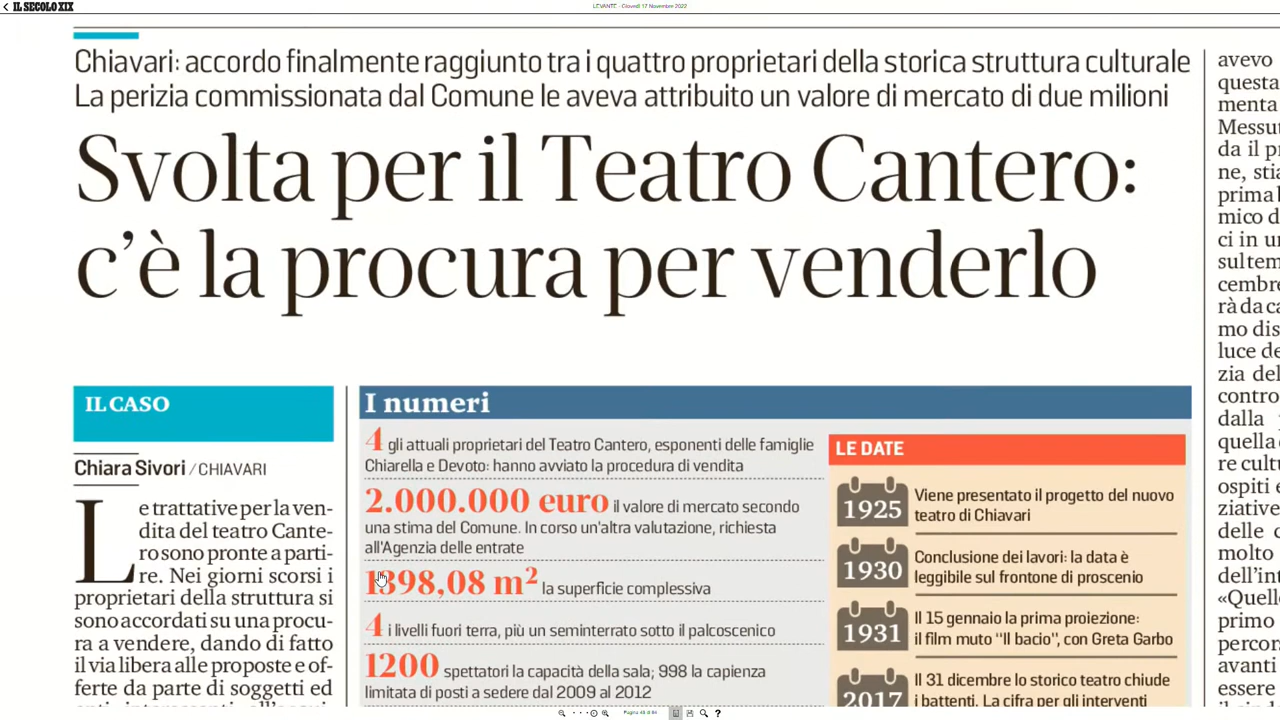 IL SECOLO XIX
LEVANTE - Giovedì 17 Novembre 2022
Chiavari: accordo finalmente raggiunto tra i quattro proprietari della storica struttura culturale
La perizia commissionata dal Comune le aveva attribuito un valore di mercato di due milioni
Svolta per il Teatro Cantero:
c'è la procura per venderlo
IL CASO
Chiara Sivori / CHIAVARI
Le trattative per la ven-
dita del teatro Cante-
ro sono pronte a parti-
re. Nei giorni scorsi i
proprietari della struttura si
sono accordati su una procu-
ra a vendere, dando di fatto
il via libera alle proposte e of-
ferte da parte di soggetti ed
I numeri
4 gli attuali proprietari del Teatro Cantero, esponenti delle famiglie
Chiarella e Devoto: hanno avviato la procedura di vendita
2.000.000 euro il valore di mercato secondo
una stima del Comune. In corso un'altra valutazione, richiesta
all'Agenzia delle entrate
1398,08 m² la superficie complessiva
4 i livelli fuori terra, più un seminterrato sotto il palcoscenico
1200 spettatori la capacità della sala; 998 la capienza
limitata di posti a sedere dal 2009 al 2012
LE DATE
1925 Viene presentato il progetto del nuovo
teatro di Chiavari
1930 Conclusione dei lavori: la data è
leggibile sul frontone di proscenio
1931 Il 15 gennaio la prima proiezione:
il film muto "Il bacio", con Greta Garbo
2017 Il 31 dicembre lo storico teatro chiude
i battenti. La cifra per gli interventi
avevo
questa
menta
Messu
da il p
ne, stia
prima
mico d
ci in u
sul tem
cembre
rà da ca
mo dis
luce de
zia del
contro
dalla
quella
re cultu
ospiti e
ziative
delle c
molto
dell'int
«Quell
primo
percors
avanti
essere